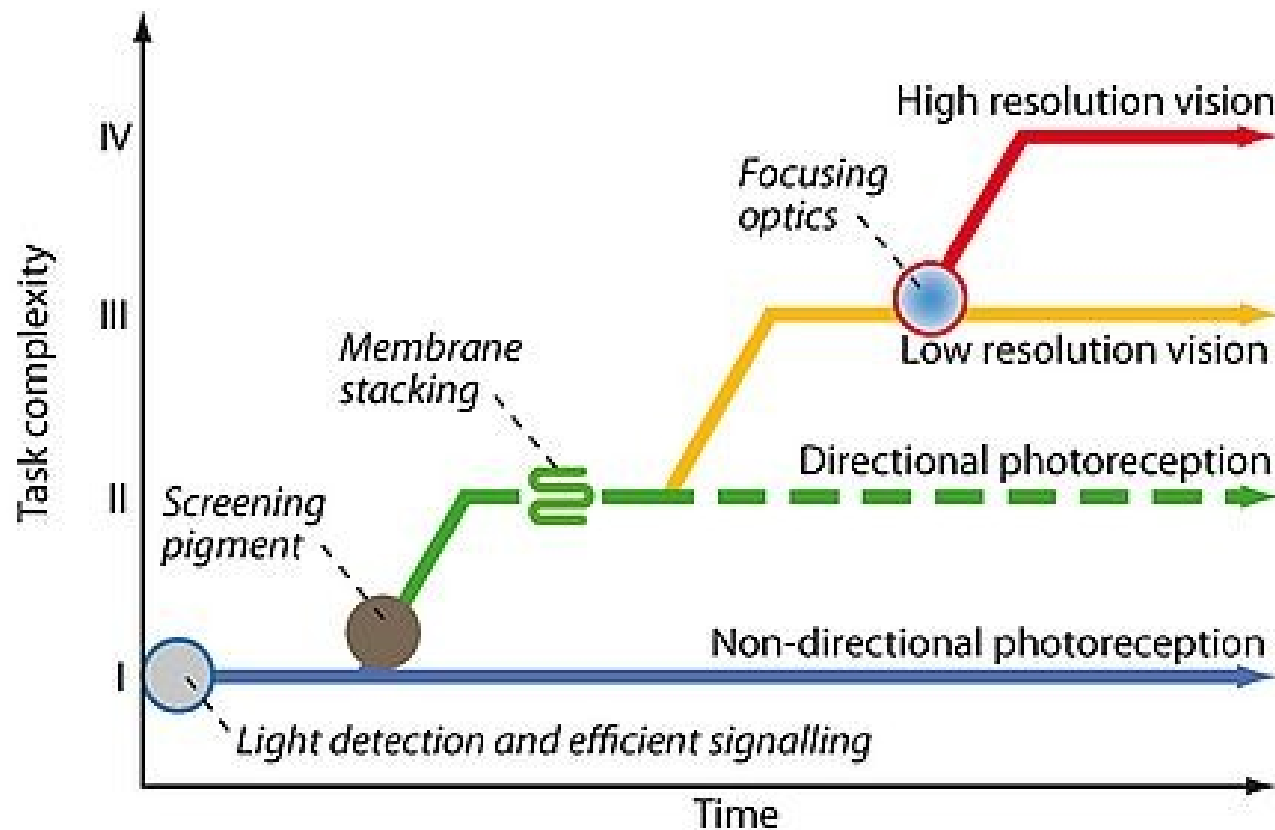 High resolution vision
IV
Focusing
optics
III
Low resolution vision
Membrane
stacking
Directional photoreception
II
Screening
pigment
Non-directional photoreception
I
Light detection and efficient signalling
Task complexity
Time